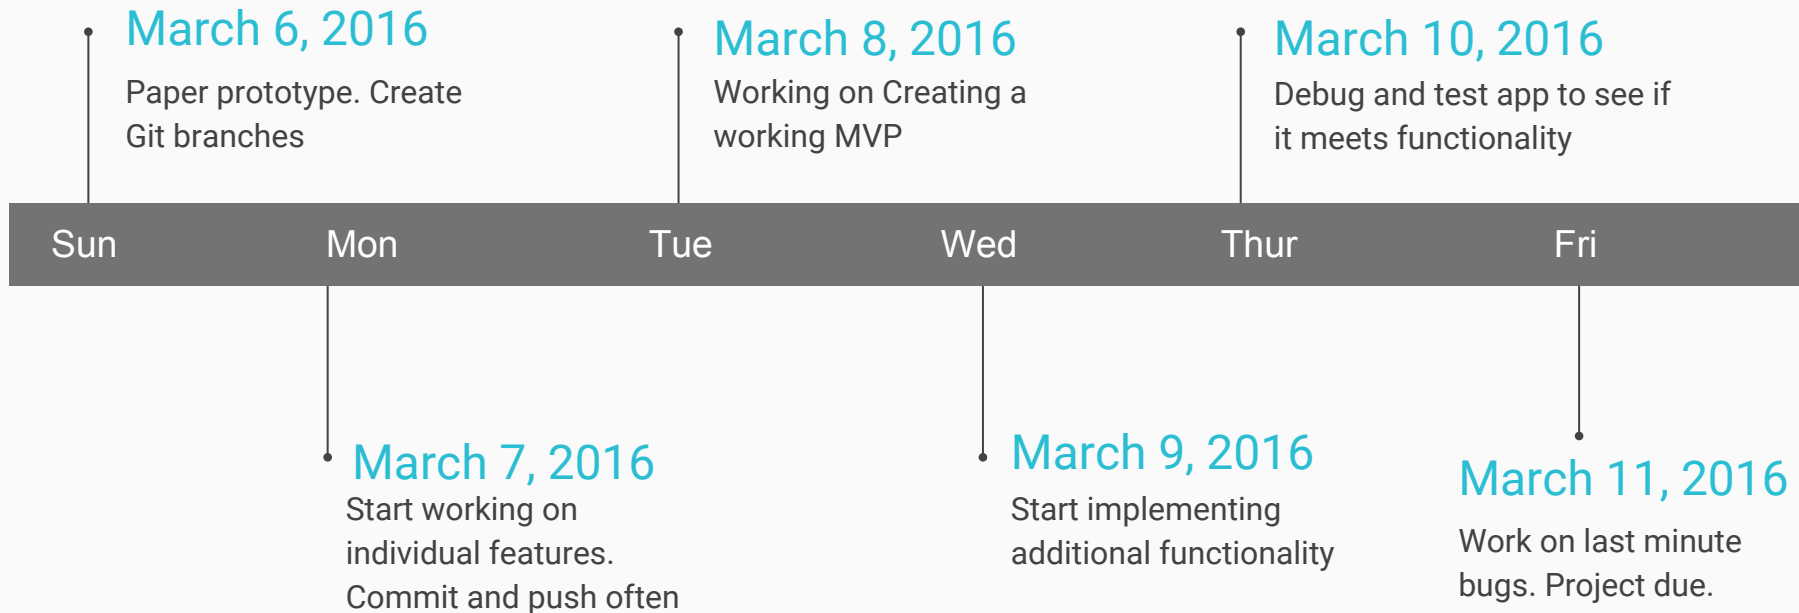 March 6, 2016
Paper prototype. Create
Git branches
March 8, 2016
Working on Creating a
working MVP
March 10, 2016
Debug and test app to see if
it meets functionality
Sun
Mon
Tue
Wed
Thur
Fri
March 7, 2016
Start working on
individual features.
Commit and push often
March 9, 2016
Start implementing
additional functionality
March 11, 2016
Work on last minute
bugs. Project due.